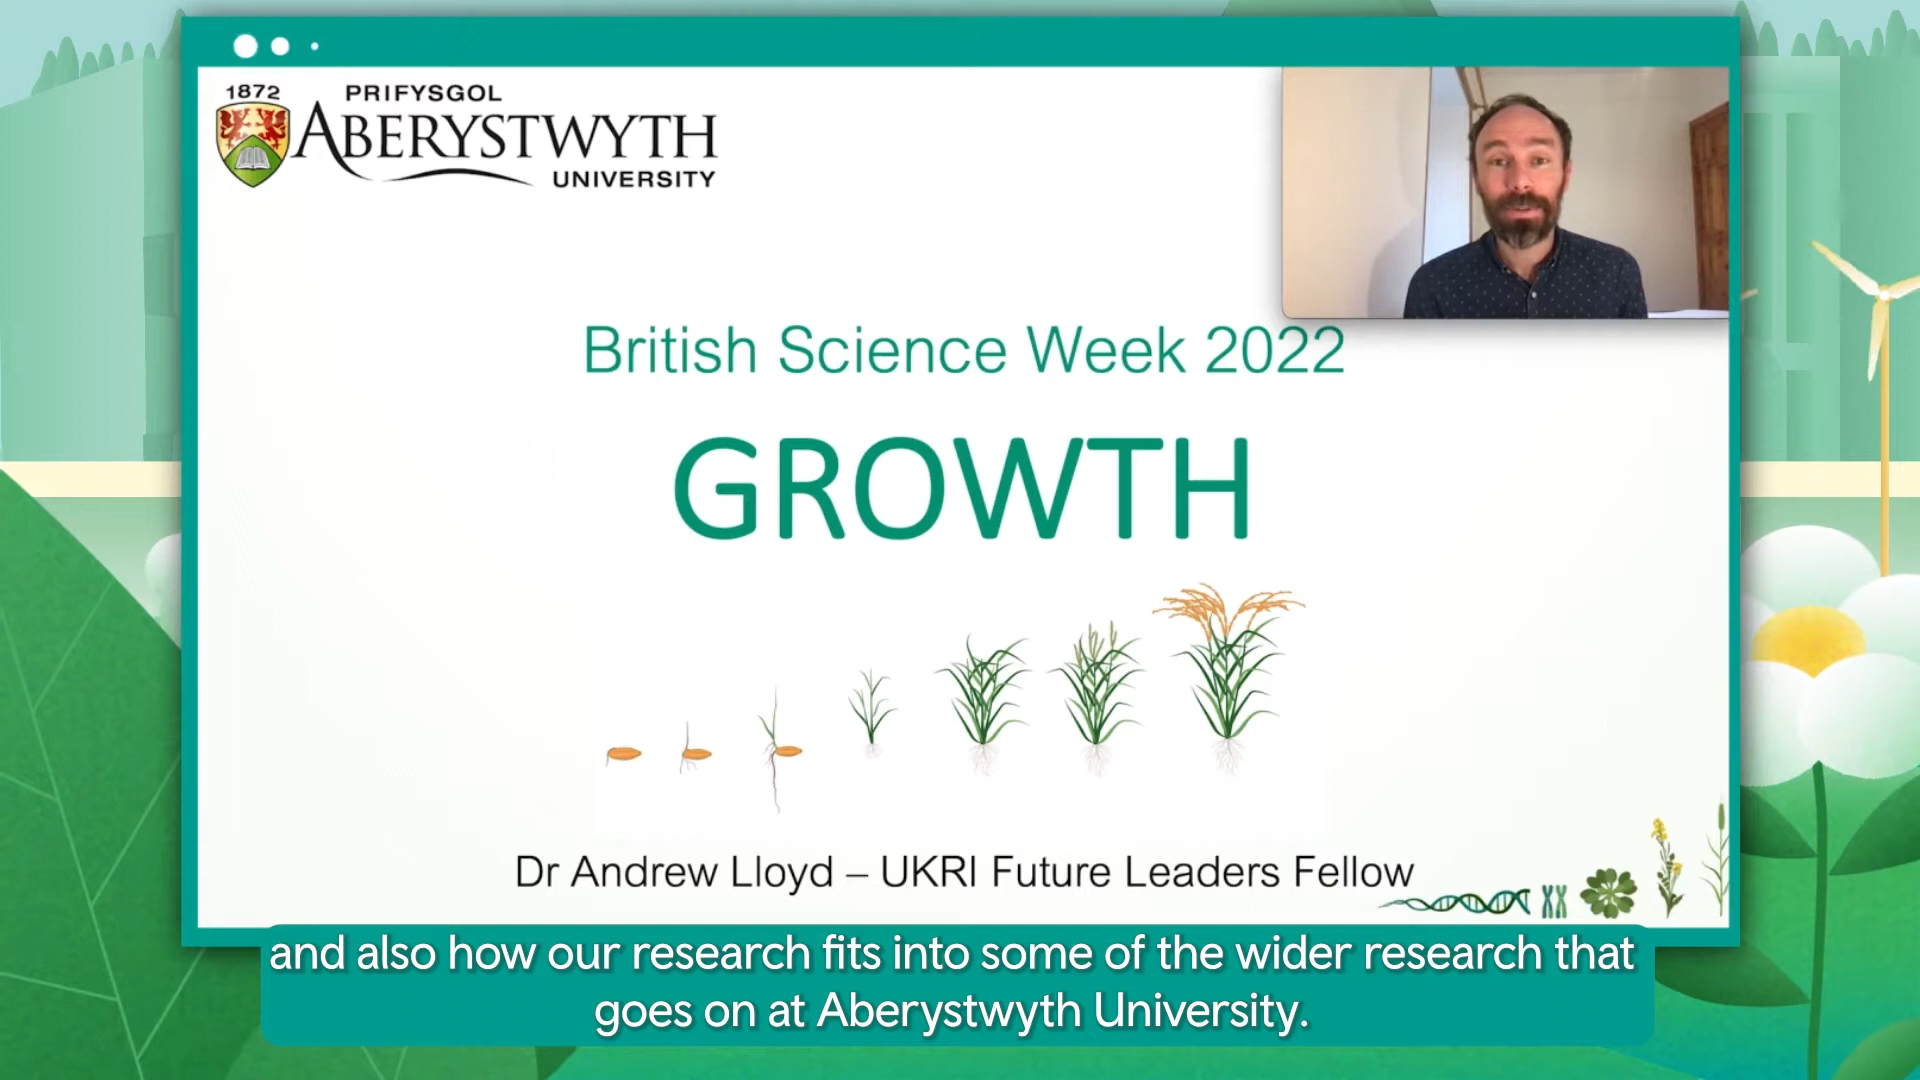 1872
PRIFYSGOL
ABERYSTWYTH
UNIVERSITY
British Science Week 2022
GROWTH
Dr Andrew Lloyd – UKRI Future Leaders Fellow
and also how our research fits into some of the wider research that
goes on at Aberystwyth University.